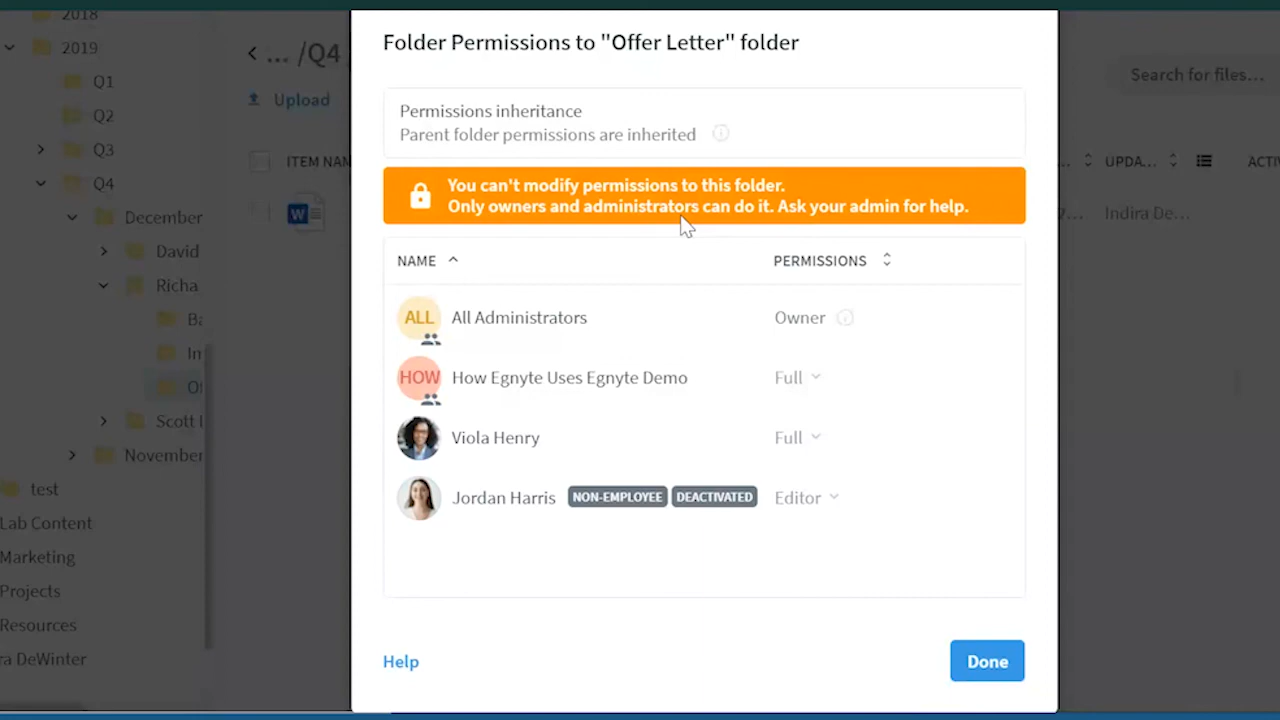 Folder Permissions to "Offer Letter" folder
Permissions inheritance
Parent folder permissions are inherited
You can't modify permissions to this folder.
Only owners and administrators can do it. Ask your admin for help.
NAME PERMISSIONS
ALL All Administrators Owner
HOW How Egnyte Uses Egnyte Demo Full
Viola Henry Full
Jordan Harris NON-EMPLOYEE DEACTIVATED Editor
Help Done
2018
2019
Q1
Q2
Q3
Q4
December
David
Richa
Ba
In
Of
Scott
November
test
Lab Content
Marketing
Projects
Resources
ra DeWinter
... /Q4
Upload
Search for files...
ITEM NAM
... UPDA... ACTI
W
7... Indira De...